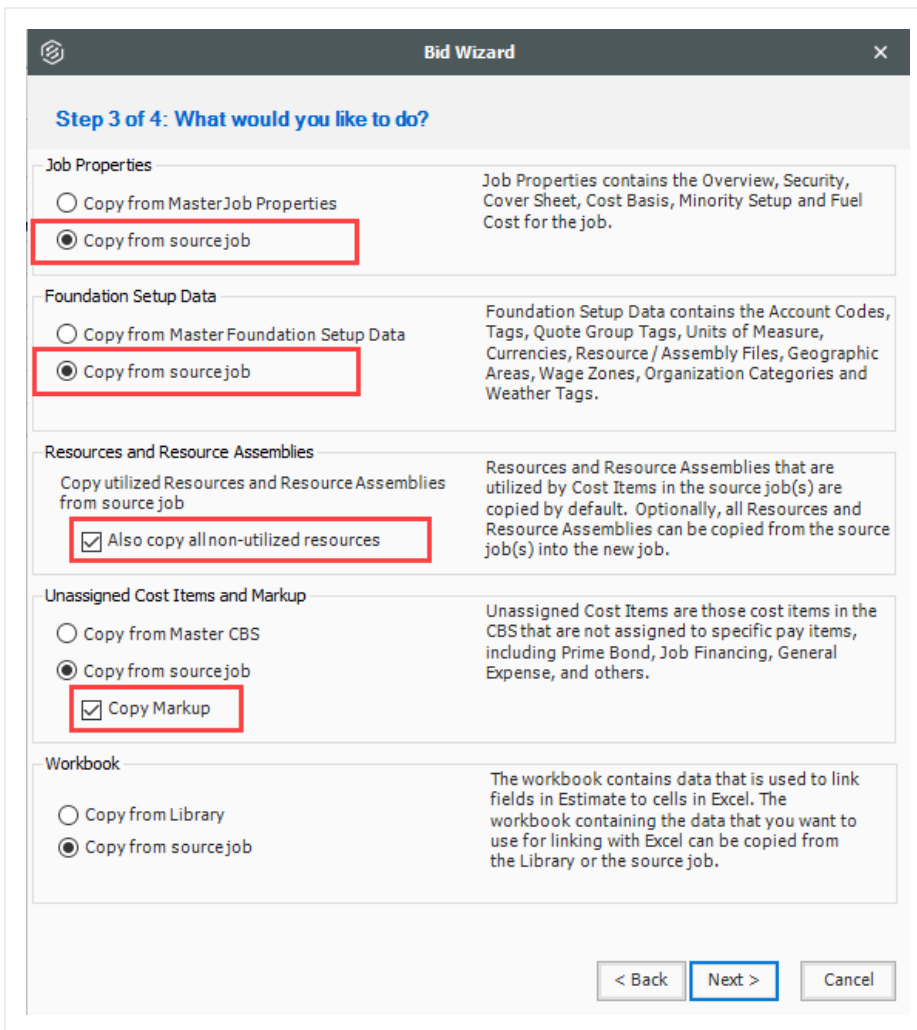 Bid Wizard
Step 3 of 4: What would you like to do?
Job Properties
Copy from MasterJob Properties
Copy from source job
Job Properties contains the Overview, Security,
Cover Sheet, Cost Basis, Minority Setup and Fuel
Cost for the job.
Foundation Setup Data
Copy from Master Foundation Setup Data
Copy from source job
Foundation Setup Data contains the Account Codes,
Tags, Quote Group Tags, Units of Measure,
Currencies, Resource / Assembly Files, Geographic
Areas, Wage Zones, Organization Categories and
Weather Tags.
Resources and Resource Assemblies
Copy utilized Resources and Resource Assemblies
from source job
Also copy all non-utilized resources
Resources and Resource Assemblies that are
utilized by Cost Items in the source job(s) are
copied by default. Optionally, all Resources and
Resource Assemblies can be copied from the source
job(s) into the new job.
Unassigned Cost Items and Markup
Copy from Master CBS
Copy from source job
Copy Markup
Unassigned Cost Items are those cost items in the
CBS that are not assigned to specific pay items,
including Prime Bond, Job Financing, General
Expense, and others.
Workbook
Copy from Library
Copy from source job
The workbook contains data that is used to link
fields in Estimate to cells in Excel. The
workbook containing the data that you want to
use for linking with Excel can be copied from
the Library or the source job.
< Back
Next >
Cancel